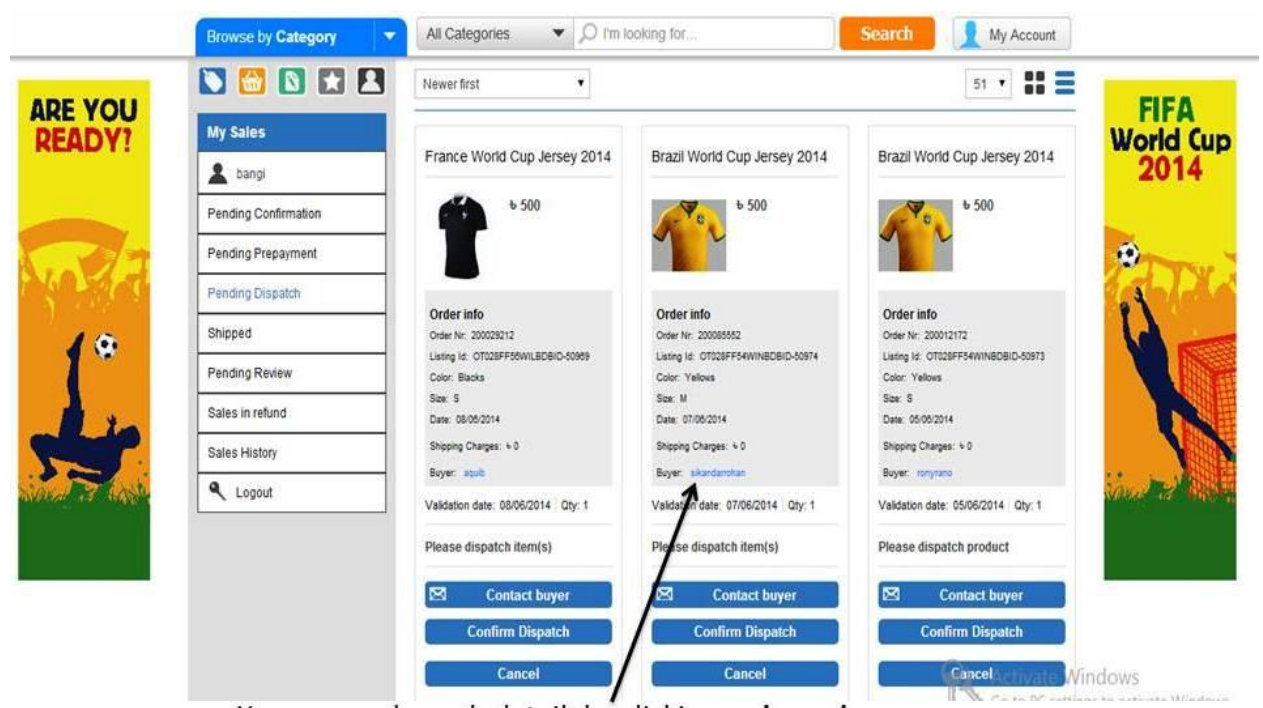 Browse by Category
All Categories
I'm looking for...
Search
My Account
ARE YOU
READY?
My Sales
bangi
Pending Confirmation
Pending Prepayment
Pending Dispatch
Shipped
Pending Review
Sales in refund
Sales History
Logout
Newer first
51
France World Cup Jersey 2014
৳ 500
Order info
Order Nr: 200029212
Listing Id: OT028FF56WILBDBID-50969
Color: Blacks
Size: S
Date: 08/06/2014
Shipping Charges: ৳ 0
Buyer: aquib
Validation date: 08/06/2014 Qty: 1
Please dispatch item(s)
Contact buyer
Confirm Dispatch
Cancel
Brazil World Cup Jersey 2014
৳ 500
Order info
Order Nr: 200085552
Listing Id: OT028FF54WINBDBID-50974
Color: Yellows
Size: M
Date: 07/06/2014
Shipping Charges: ৳ 0
Buyer: sikandarrohan
Validation date: 07/06/2014 Qty: 1
Please dispatch item(s)
Contact buyer
Confirm Dispatch
Cancel
Brazil World Cup Jersey 2014
৳ 500
Order info
Order Nr: 200012172
Listing Id: OT028FF54WINBDBID-50973
Color: Yellows
Size: S
Date: 05/06/2014
Shipping Charges: ৳ 0
Buyer: ronyrano
Validation date: 05/06/2014 Qty: 1
Please dispatch product
Contact buyer
Confirm Dispatch
Cancel
FIFA
World Cup
2014
Activate Windows
Go to PC settings to activate Windows